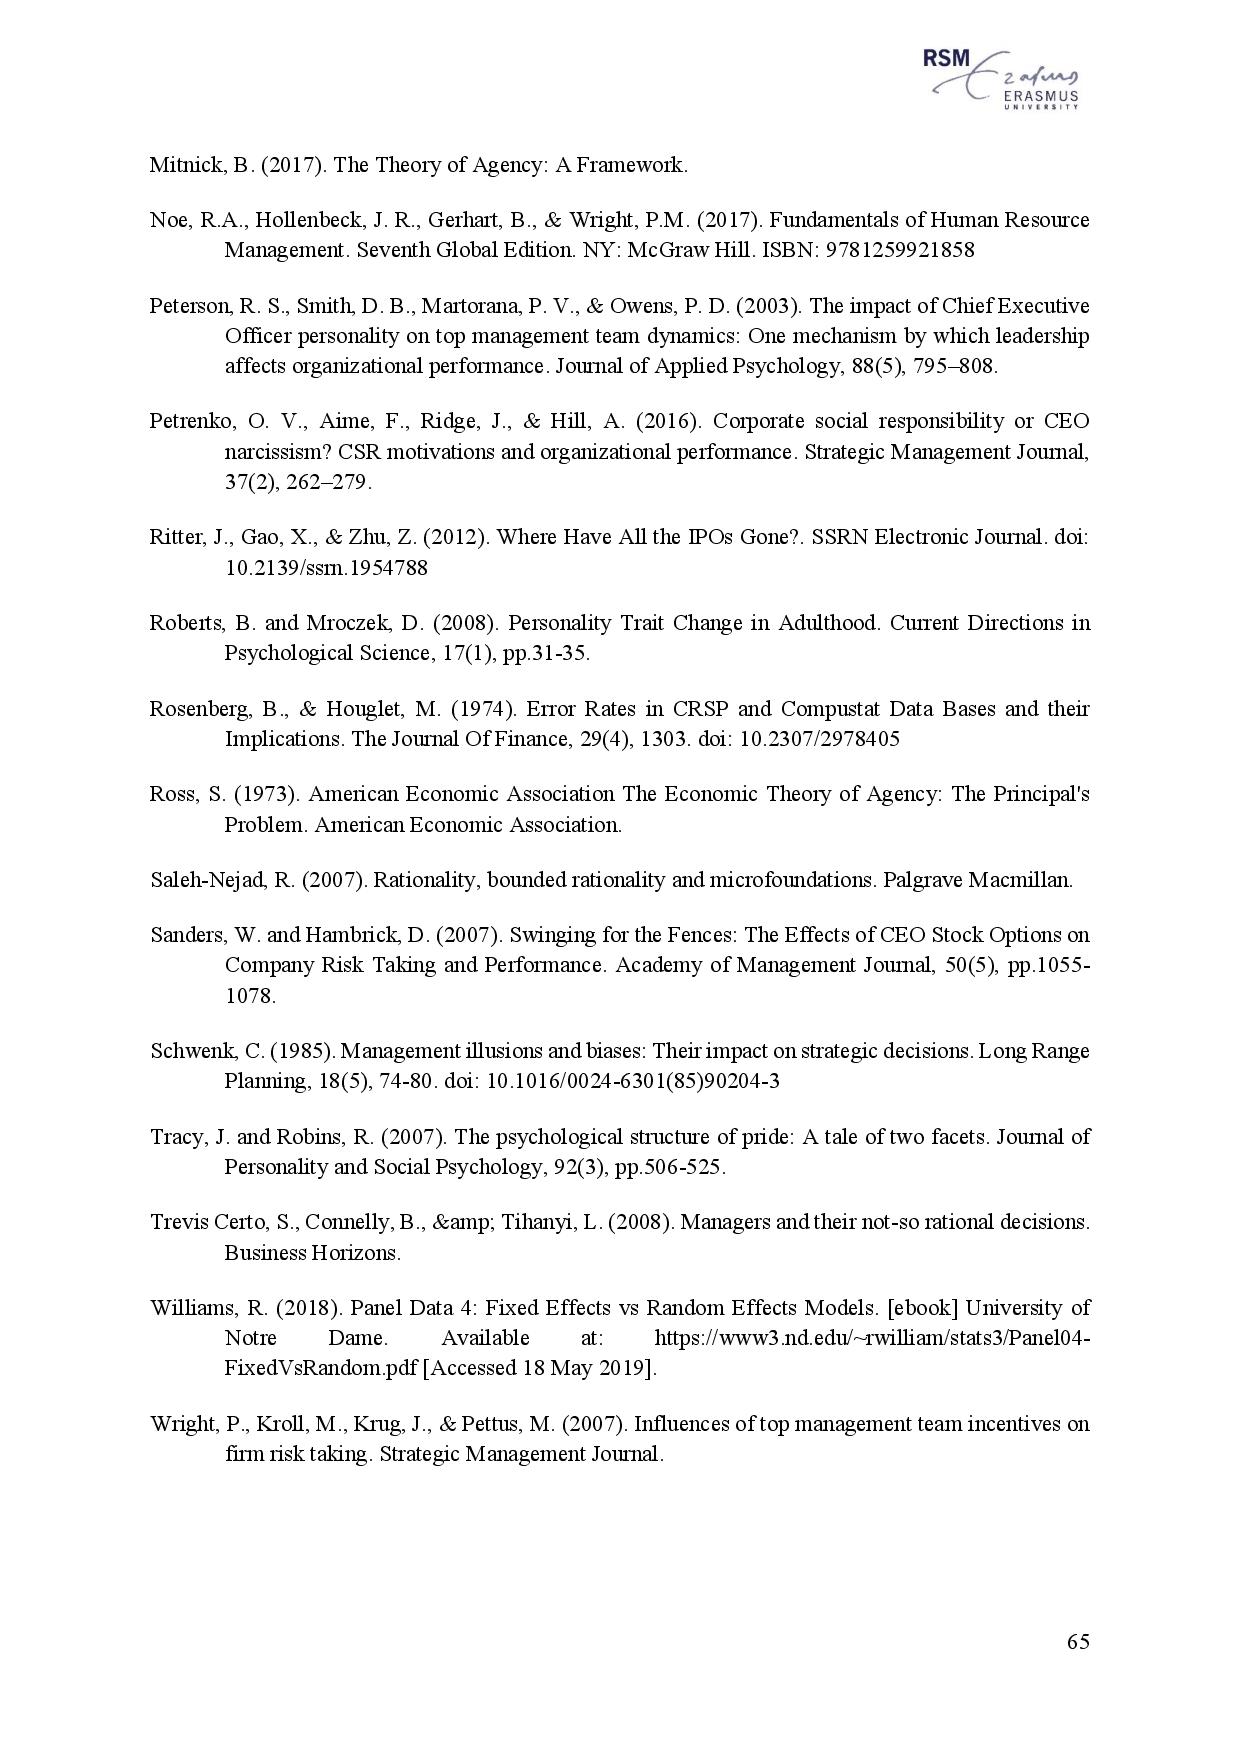 RSM
Erasmus
ERASMUS
UNIVERSITY
Mitnick, B. (2017). The Theory of Agency: A Framework.
Noe, R.A., Hollenbeck, J. R., Gerhart, B., & Wright, P.M. (2017). Fundamentals of Human Resource
Management. Seventh Global Edition. NY: McGraw Hill. ISBN: 9781259921858
Peterson, R. S., Smith, D. B., Martorana, P. V., & Owens, P. D. (2003). The impact of Chief Executive
Officer personality on top management team dynamics: One mechanism by which leadership
affects organizational performance. Journal of Applied Psychology, 88(5), 795–808.
Petrenko, O. V., Aime, F., Ridge, J., & Hill, A. (2016). Corporate social responsibility or CEO
narcissism? CSR motivations and organizational performance. Strategic Management Journal,
37(2), 262–279.
Ritter, J., Gao, X., & Zhu, Z. (2012). Where Have All the IPOs Gone?. SSRN Electronic Journal. doi:
10.2139/ssrn.1954788
Roberts, B. and Mroczek, D. (2008). Personality Trait Change in Adulthood. Current Directions in
Psychological Science, 17(1), pp.31-35.
Rosenberg, B., & Houglet, M. (1974). Error Rates in CRSP and Compustat Data Bases and their
Implications. The Journal Of Finance, 29(4), 1303. doi: 10.2307/2978405
Ross, S. (1973). American Economic Association The Economic Theory of Agency: The Principal's
Problem. American Economic Association.
Saleh-Nejad, R. (2007). Rationality, bounded rationality and microfoundations. Palgrave Macmillan.
Sanders, W. and Hambrick, D. (2007). Swinging for the Fences: The Effects of CEO Stock Options on
Company Risk Taking and Performance. Academy of Management Journal, 50(5), pp.1055-
1078.
Schwenk, C. (1985). Management illusions and biases: Their impact on strategic decisions. Long Range
Planning, 18(5), 74-80. doi: 10.1016/0024-6301(85)90204-3
Tracy, J. and Robins, R. (2007). The psychological structure of pride: A tale of two facets. Journal of
Personality and Social Psychology, 92(3), pp.506-525.
Trevis Certo, S., Connelly, B., &amp; Tihanyi, L. (2008). Managers and their not-so rational decisions.
Business Horizons.
Williams, R. (2018). Panel Data 4: Fixed Effects vs Random Effects Models. [ebook] University of
Notre Dame. Available at: https://www3.nd.edu/~rwilliam/stats3/Panel04-
FixedVsRandom.pdf [Accessed 18 May 2019].
Wright, P., Kroll, M., Krug, J., & Pettus, M. (2007). Influences of top management team incentives on
firm risk taking. Strategic Management Journal.
65